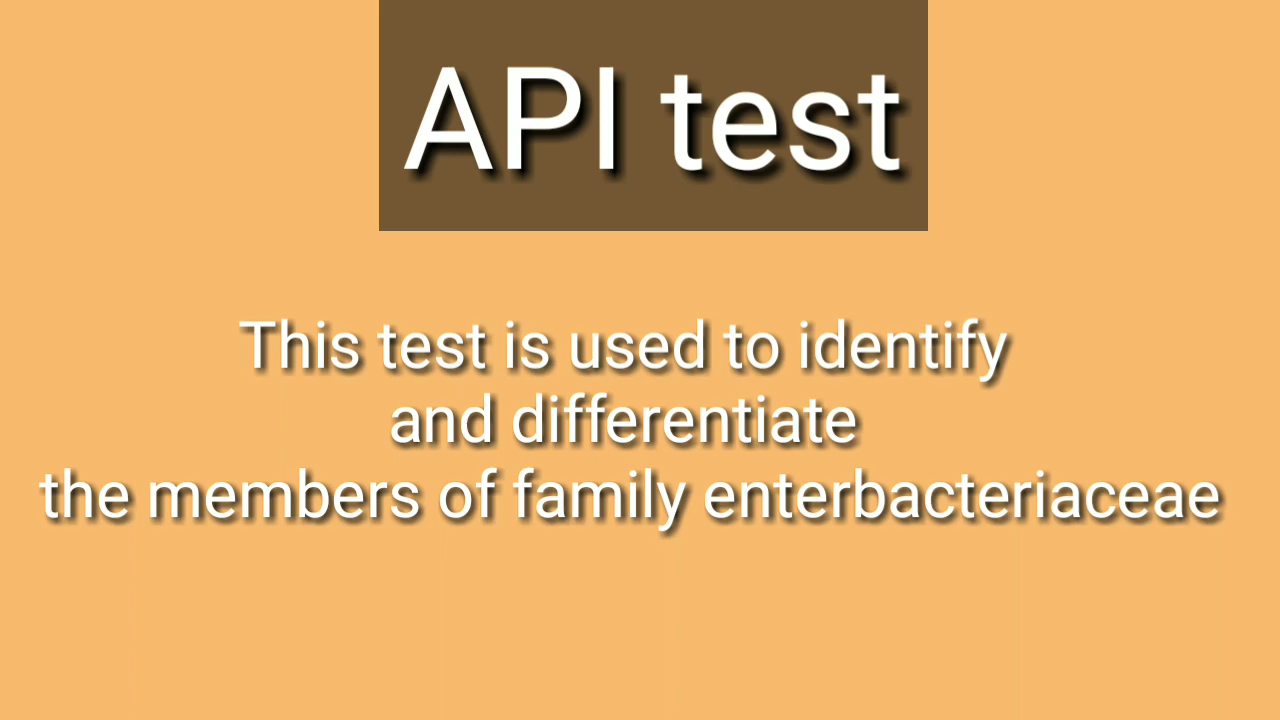 API test
This test is used to identify
and differentiate
the members of family enterbacteriaceae